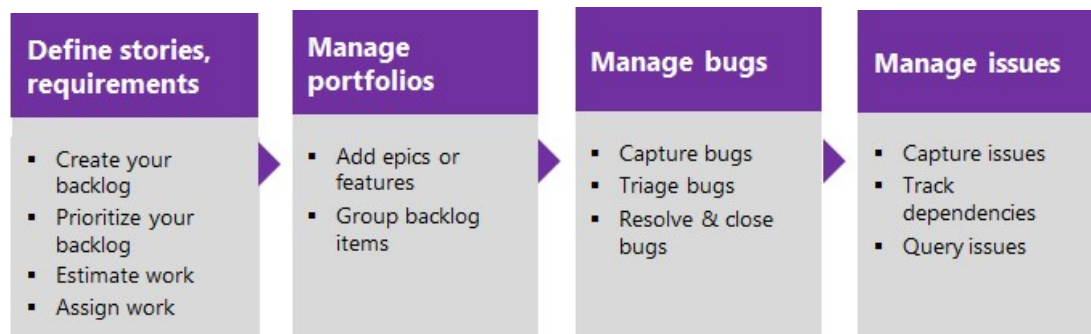 Define stories,
requirements
▪ Create your
backlog
▪ Prioritize your
backlog
▪ Estimate work
▪ Assign work
Manage
portfolios
▪ Add epics or
features
▪ Group backlog
items
Manage bugs
▪ Capture bugs
▪ Triage bugs
▪ Resolve & close
bugs
Manage issues
▪ Capture issues
▪ Track
dependencies
▪ Query issues